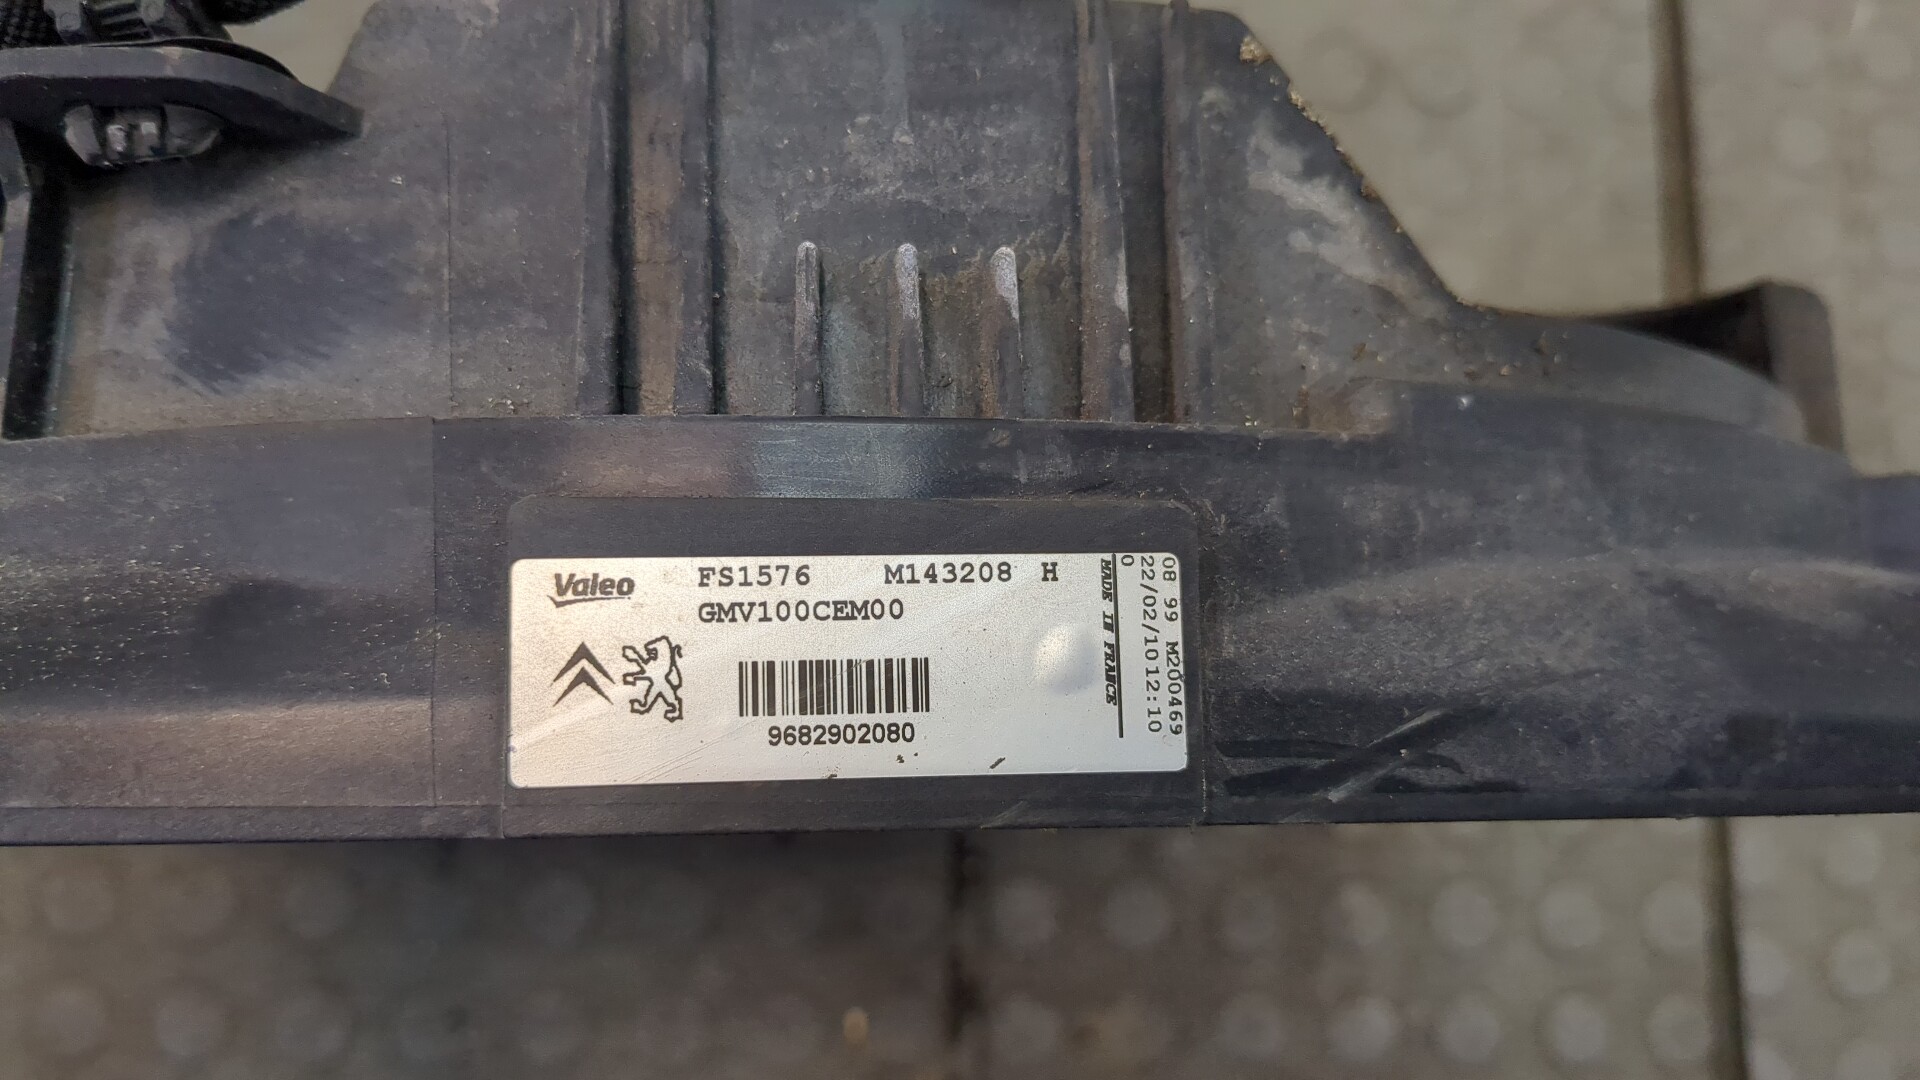 Valeo
FS1576 M143208 H
GMV100CEM00
9682902080
MADE IN FRANCE
0
22/02/10 12:10
08 99 M200469